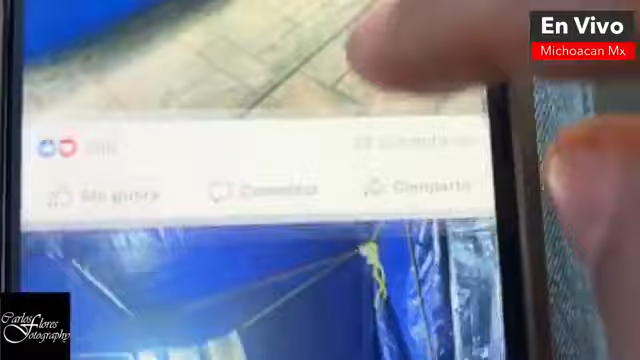 En Vivo
Michoacan Mx
Me gusta
Comentar
Compartir
Carlos
Flores
Fotography